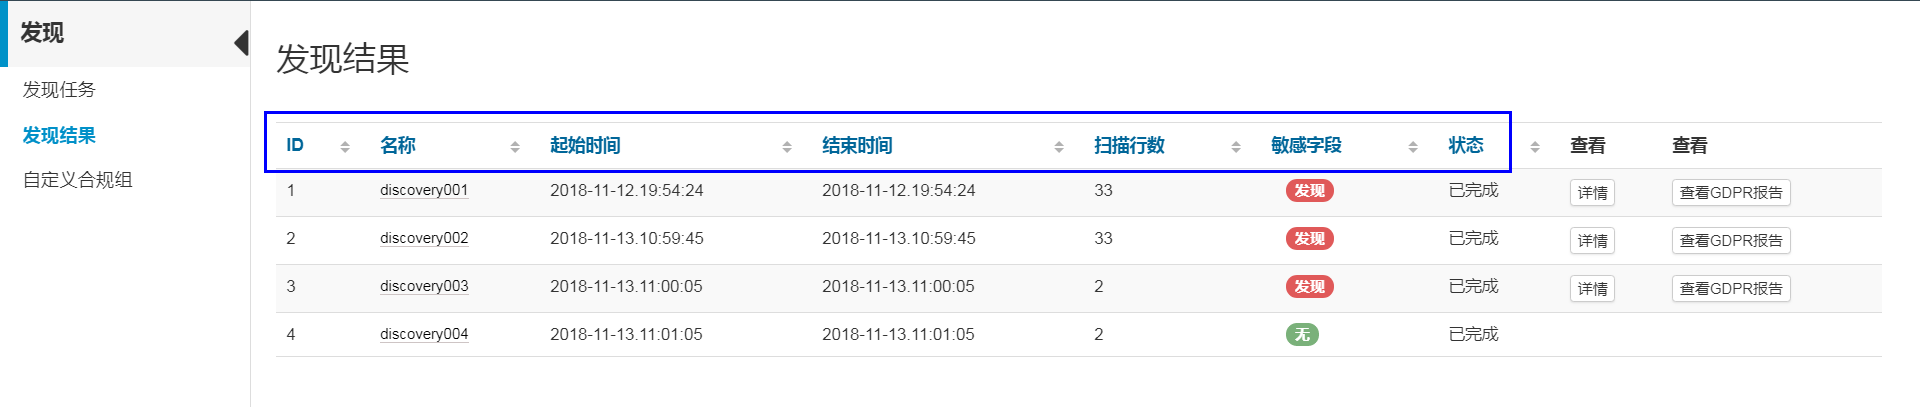 发现
发现任务
发现结果
自定义合规组
发现结果
ID 名称 起始时间 结束时间 扫描行数 敏感字段 状态 查看 查看
1 discovery001 2018-11-12.19:54:24 2018-11-12.19:54:24 33 发现 已完成 详情 查看GDPR报告
2 discovery002 2018-11-13.10:59:45 2018-11-13.10:59:45 33 发现 已完成 详情 查看GDPR报告
3 discovery003 2018-11-13.11:00:05 2018-11-13.11:00:05 2 发现 已完成 详情 查看GDPR报告
4 discovery004 2018-11-13.11:01:05 2018-11-13.11:01:05 2 无 已完成